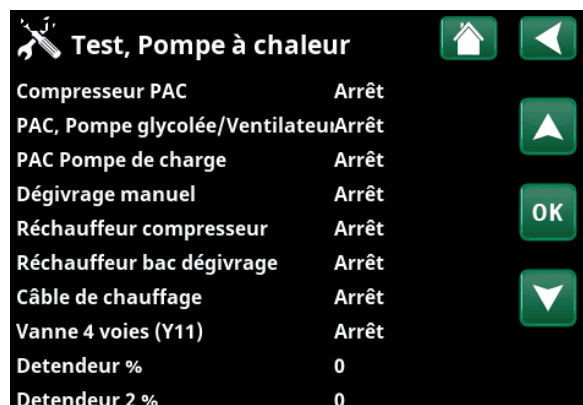 Test, Pompe à chaleur
Compresseur PAC Arrêt
PAC, Pompe glycolée/Ventilateur Arrêt
PAC Pompe de charge Arrêt
Dégivrage manuel Arrêt
OK
Réchauffeur compresseur Arrêt
Réchauffeur bac dégivrage Arrêt
Câble de chauffage Arrêt
Vanne 4 voies (Y11) Arrêt
Detendeur % 0
Detendeur 2 % 0